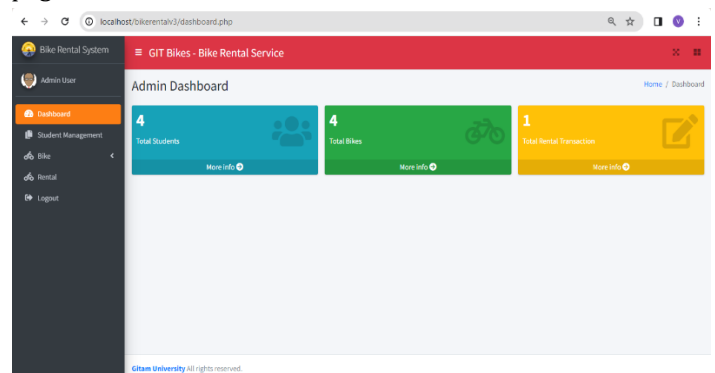 localhost/bikerentalv3/dashboard.php
V
Bike Rental System
GIT Bikes - Bike Rental Service
Admin User
Admin Dashboard
Home / Dashboard
Dashboard
Student Management
Bike
Rental
Logout
4
Total Students
More info
4
Total Bikes
More info
1
Total Rental Transaction
More info
Gitam University All rights reserved.